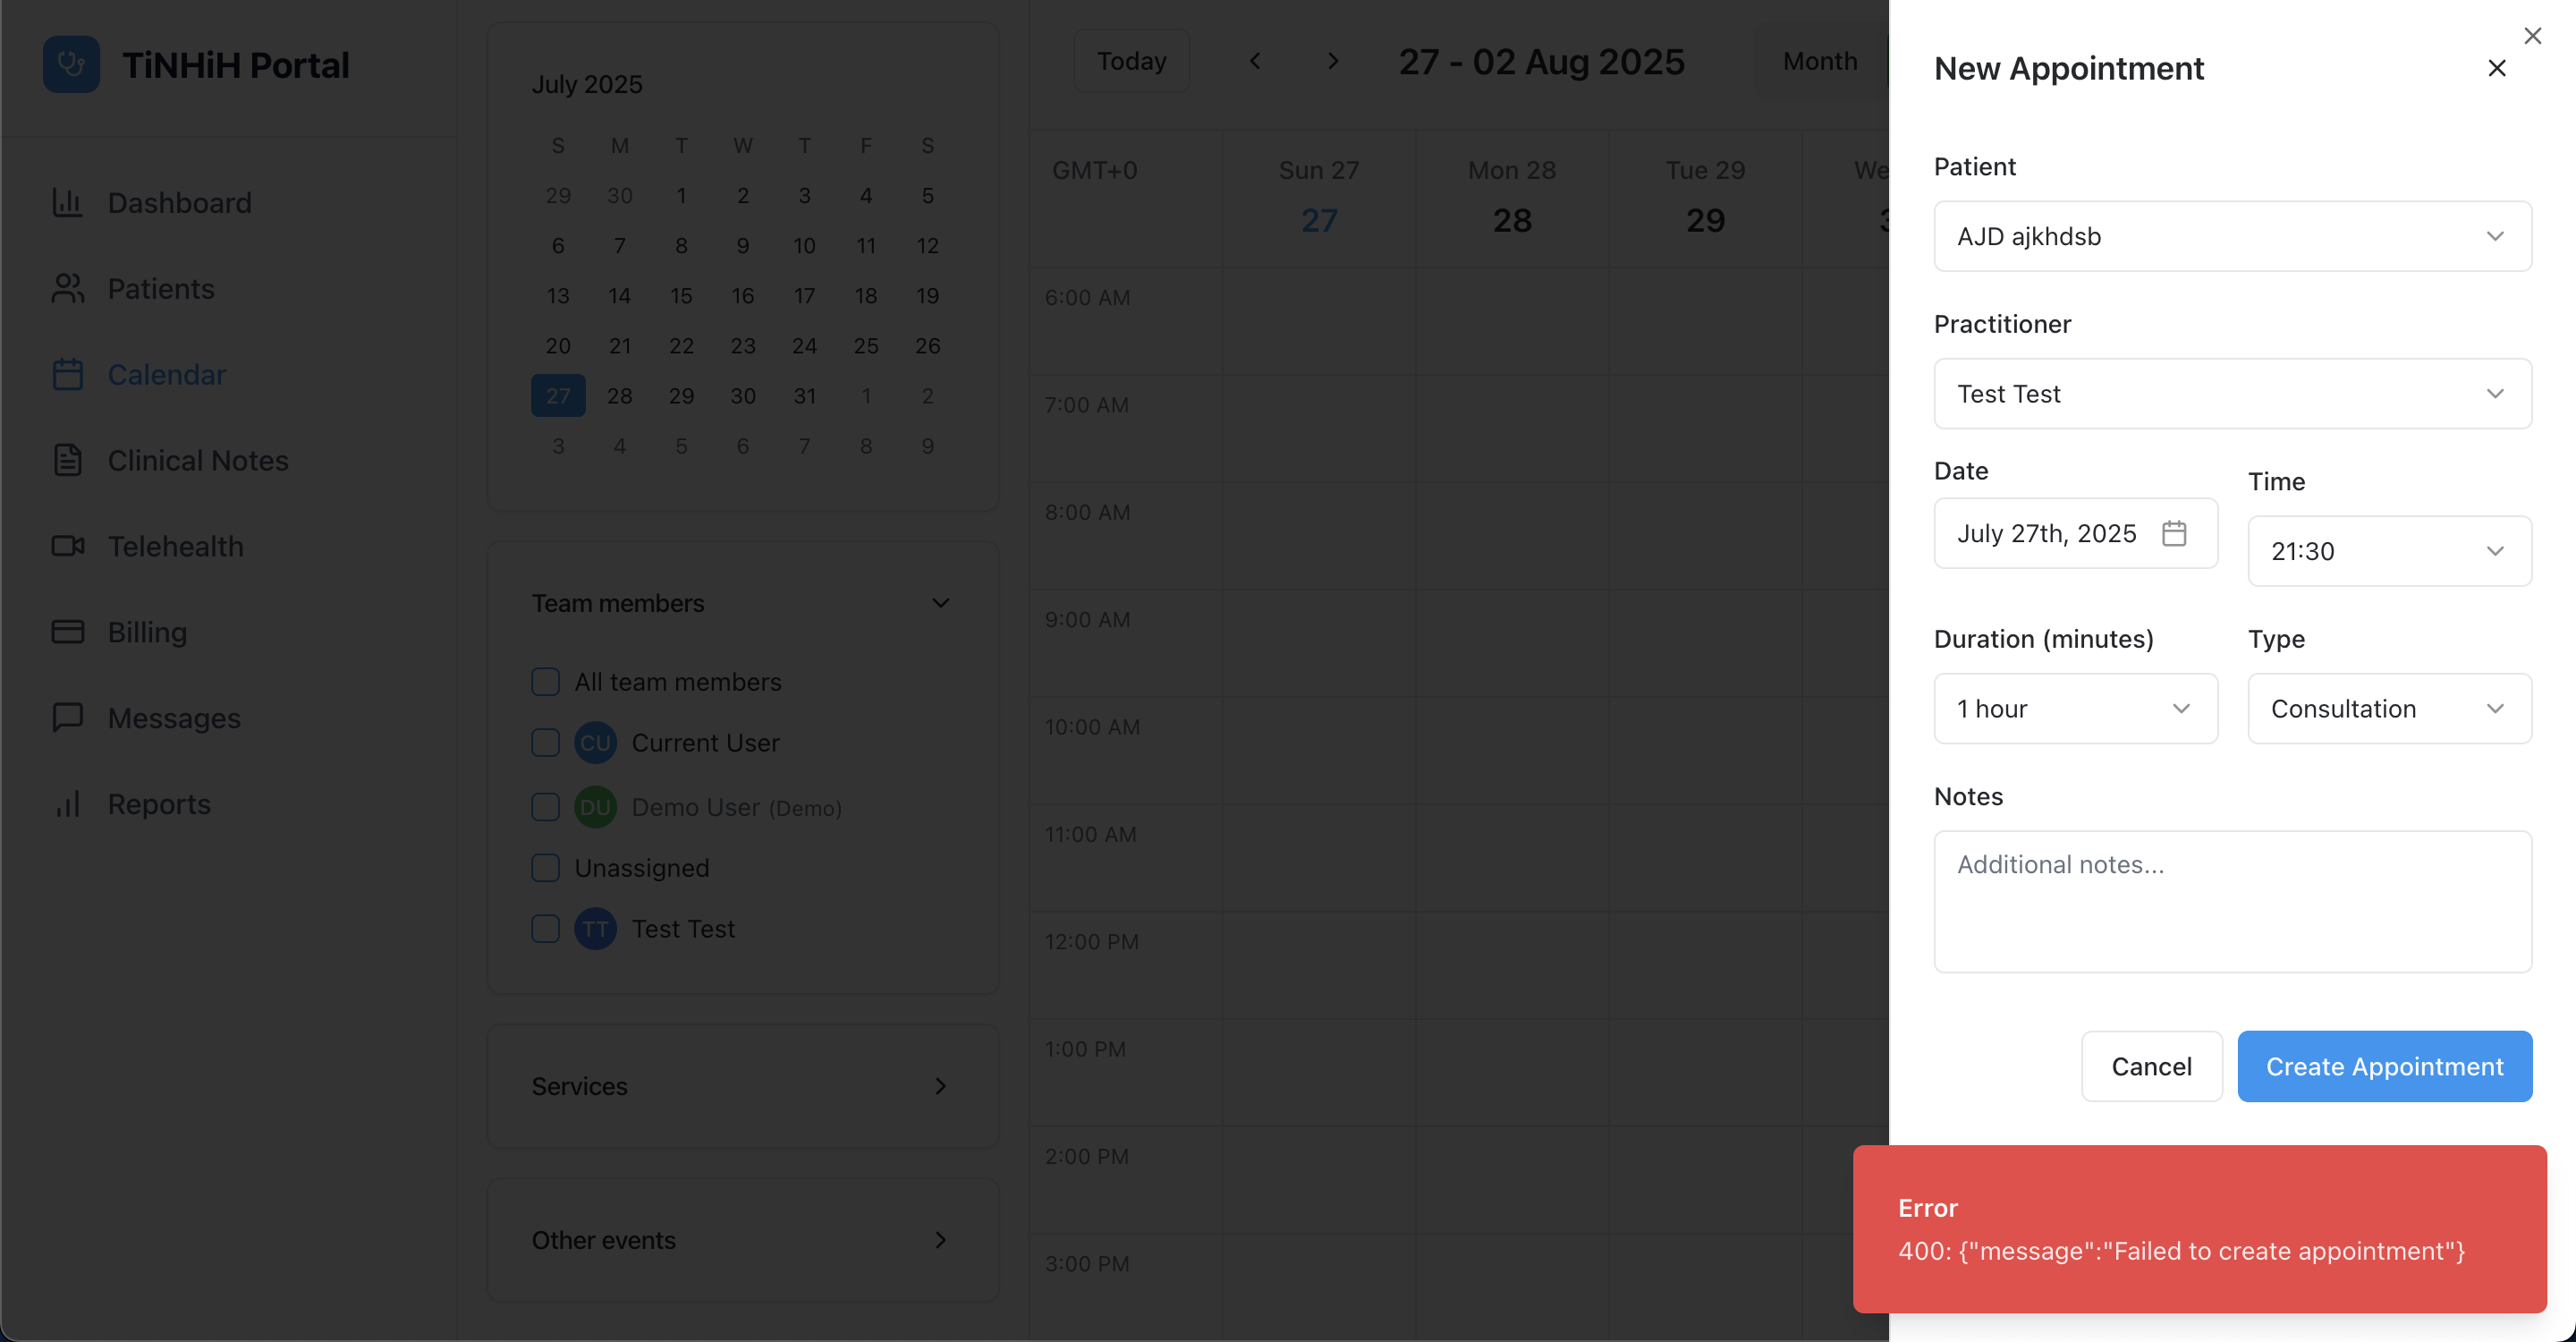 TiNHiH Portal
Dashboard
Patients
Calendar
Clinical Notes
Telehealth
Billing
Messages
Reports
July 2025
S M T W T F S
29 30 1 2 3 4 5
6 7 8 9 10 11 12
13 14 15 16 17 18 19
20 21 22 23 24 25 26
27 28 29 30 31 1 2
3 4 5 6 7 8 9
Team members
All team members
CU Current User
DU Demo User (Demo)
Unassigned
TT Test Test
Services
Other events
Today 27 - 02 Aug 2025 Month
GMT+0 Sun 27 Mon 28 Tue 29
27 28 29
6:00 AM
7:00 AM
8:00 AM
9:00 AM
10:00 AM
11:00 AM
12:00 PM
1:00 PM
2:00 PM
3:00 PM
New Appointment
Patient
AJD ajkhdsb
Practitioner
Test Test
Date Time
July 27th, 2025 21:30
Duration (minutes) Type
1 hour Consultation
Notes
Additional notes...
Cancel Create Appointment
Error
400: {"message":"Failed to create appointment"}